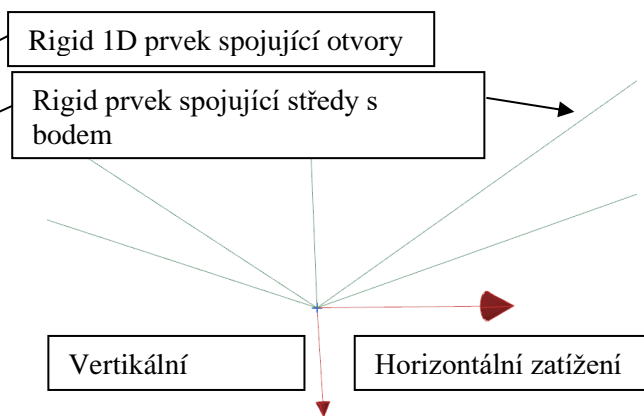 Rigid 1D prvek spojující otvory
Rigid prvek spojující středy s
bodem
Vertikální
Horizontální zatížení